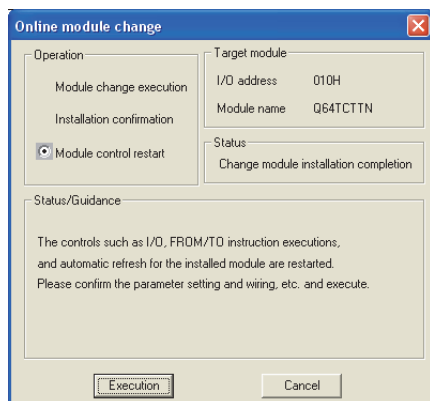 Online module change
Operation
Module change execution
Installation confirmation
Module control restart
Target module
I/O address 010H
Module name Q64TCTTN
Status
Change module installation completion
Status/Guidance
The controls such as I/O, FROM/TO instruction executions,
and automatic refresh for the installed module are restarted.
Please confirm the parameter setting and wiring, etc. and execute.
Execution Cancel